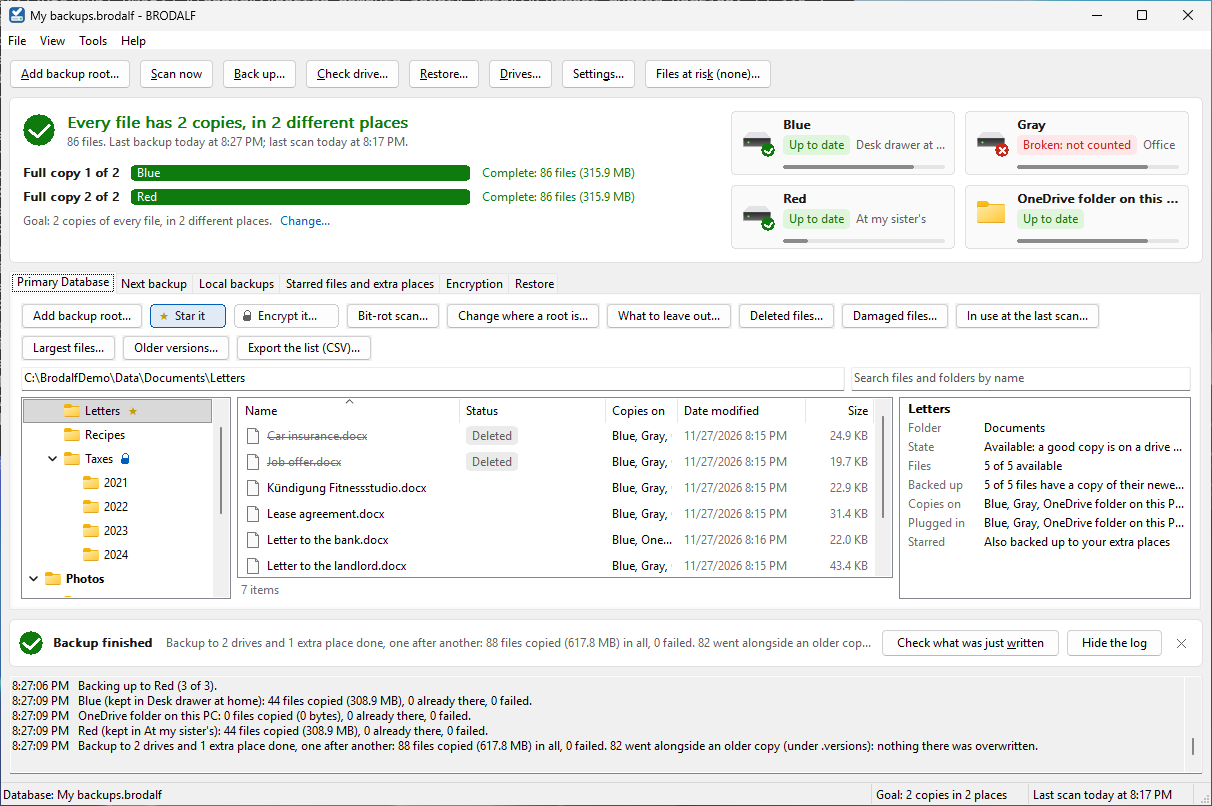 My backups.brodalf - BRODALF
File View Tools Help
Add backup root... Scan now Back up... Check drive... Restore... Drives... Settings... Files at risk (none)...
Every file has 2 copies, in 2 different places
86 files. Last backup today at 8:27 PM; last scan today at 8:17 PM.
Full copy 1 of 2 Blue Complete: 86 files (315.9 MB)
Full copy 2 of 2 Red Complete: 86 files (315.9 MB)
Goal: 2 copies of every file, in 2 different places. Change...
Blue
Up to date Desk drawer at ...
Gray
Broken: not counted Office
Red
Up to date At my sister's
OneDrive folder on this ...
Up to date
Primary Database Next backup Local backups Starred files and extra places Encryption Restore
Add backup root... Star it Encrypt it... Bit-rot scan... Change where a root is... What to leave out... Deleted files... Damaged files... In use at the last scan...
Largest files... Older versions... Export the list (CSV)...
C:\BrodalfDemo\Data\Documents\Letters Search files and folders by name
Letters
Recipes
Taxes
2021
2022
2023
2024
Photos
Name Status Copies on Date modified Size
Car insurance.docx Deleted Blue, Gray, 11/27/2026 8:15 PM 24.9 KB
Job offer.docx Deleted Blue, Gray, 11/27/2026 8:15 PM 19.7 KB
Kündigung Fitnessstudio.docx Blue, Gray, 11/27/2026 8:15 PM 22.9 KB
Lease agreement.docx Blue, Gray, 11/27/2026 8:15 PM 31.4 KB
Letter to the bank.docx Blue, One... 11/27/2026 8:16 PM 22.0 KB
Letter to the landlord.docx Blue, Gray, 11/27/2026 8:15 PM 43.4 KB
7 items
Letters
Folder Documents
State Available: a good copy is on a drive ...
Files 5 of 5 available
Backed up 5 of 5 files have a copy of their newe...
Copies on Blue, Gray, OneDrive folder on this P...
Plugged in Blue, Gray, OneDrive folder on this P...
Starred Also backed up to your extra places
Backup finished Backup to 2 drives and 1 extra place done, one after another: 88 files copied (617.8 MB) in all, 0 failed. 82 went alongside an older cop... Check what was just written Hide the log
8:27:06 PM Backing up to Red (3 of 3).
8:27:09 PM Blue (kept in Desk drawer at home): 44 files copied (308.9 MB), 0 already there, 0 failed.
8:27:09 PM OneDrive folder on this PC: 0 files copied (0 bytes), 0 already there, 0 failed.
8:27:09 PM Red (kept in At my sister's): 44 files copied (308.9 MB), 0 already there, 0 failed.
8:27:09 PM Backup to 2 drives and 1 extra place done, one after another: 88 files copied (617.8 MB) in all, 0 failed. 82 went alongside an older copy (under .versions): nothing there was overwritten.
Database: My backups.brodalf Goal: 2 copies in 2 places Last scan today at 8:17 PM